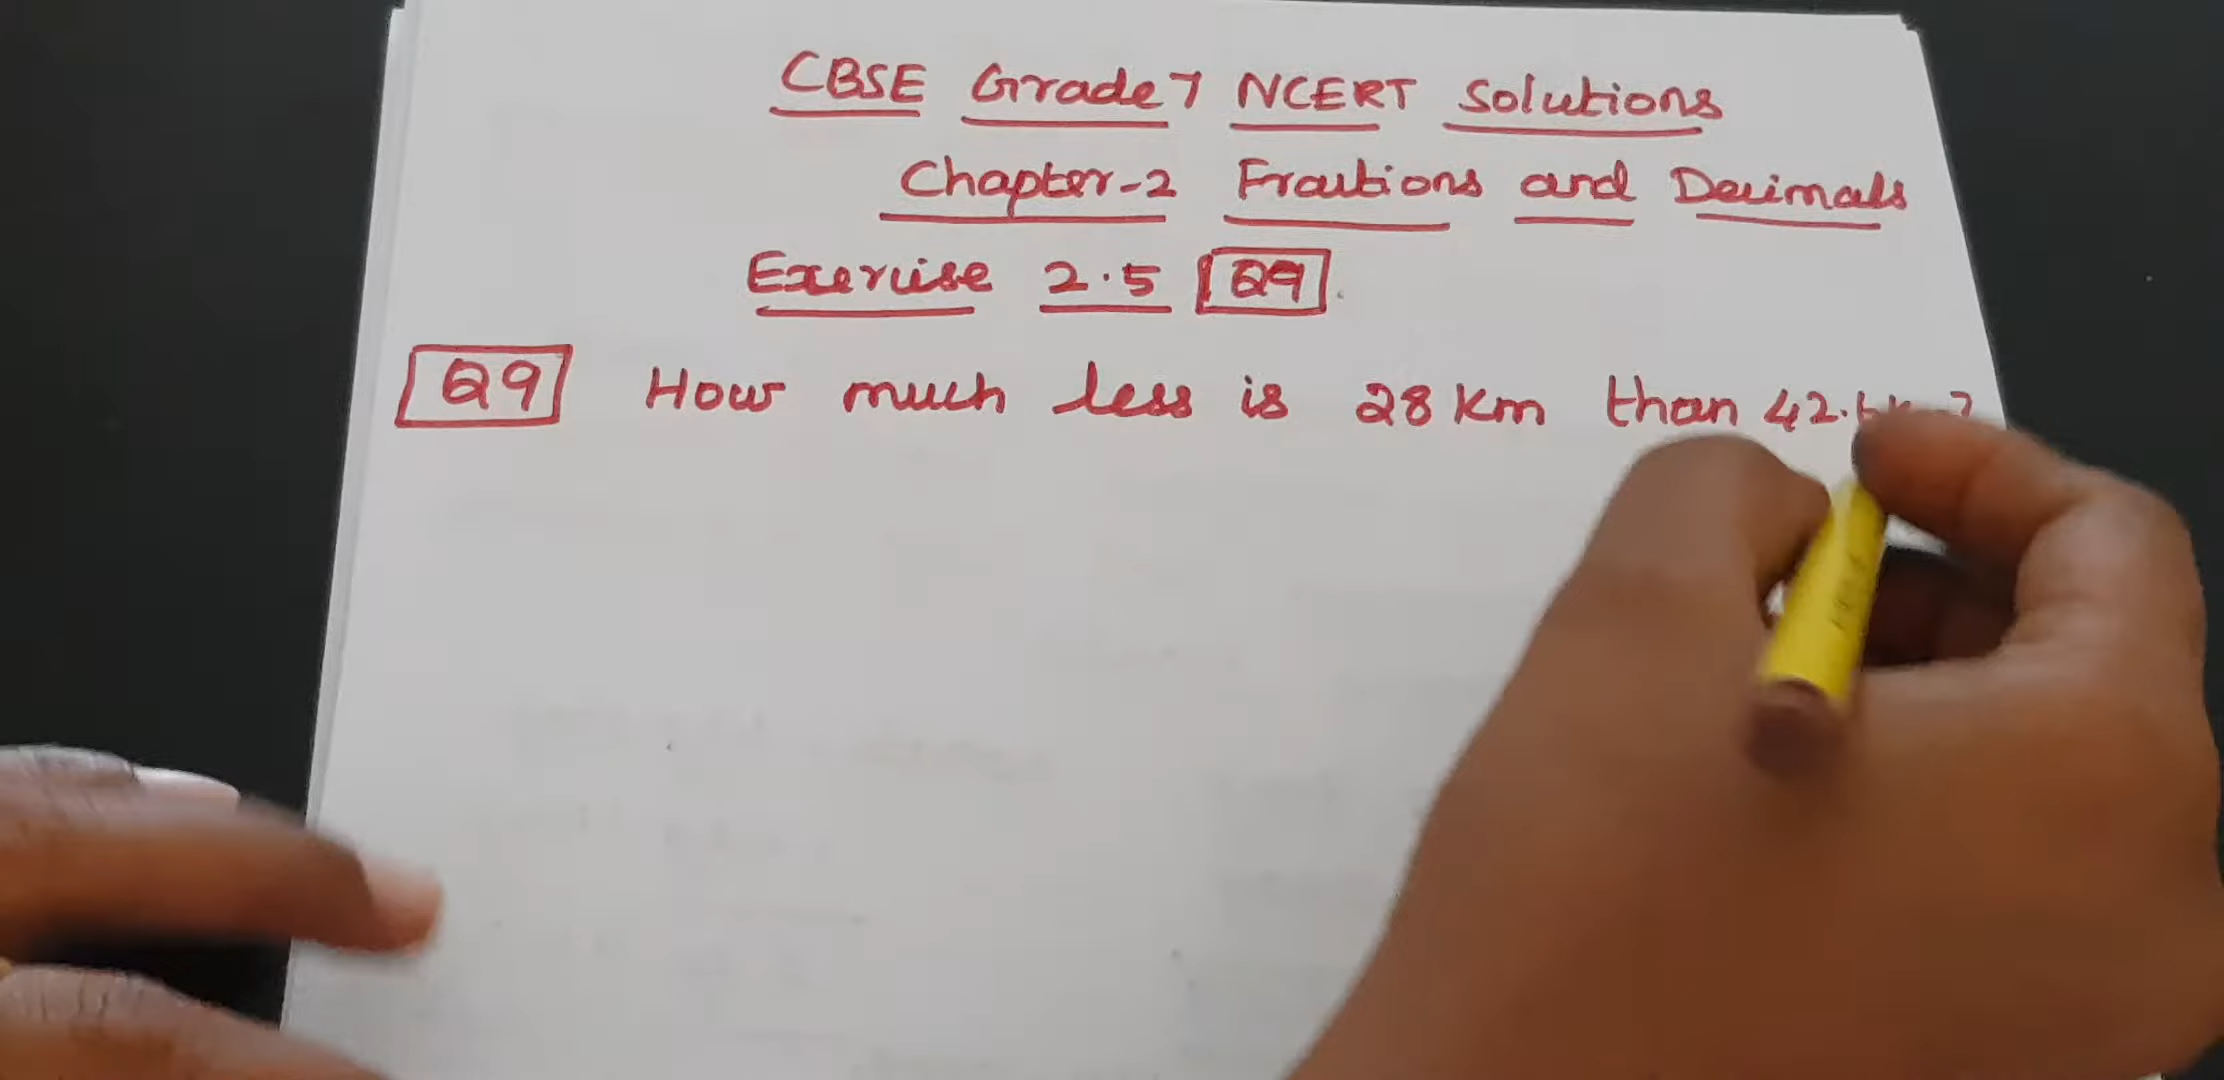 CBSE Grade 7 NCERT Solutions
Chapter-2 Fractions and Decimals
Exercise 2.5 Q9
Q9 How much less is 28 Km than